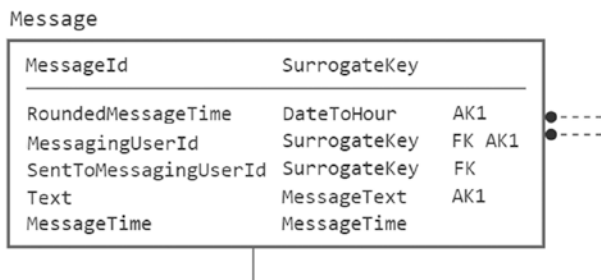 Message
MessageId SurrogateKey
RoundedMessageTime DateToHour AK1
MessagingUserId SurrogateKey FK AK1
SentToMessagingUserId SurrogateKey FK
Text MessageText AK1
MessageTime MessageTime